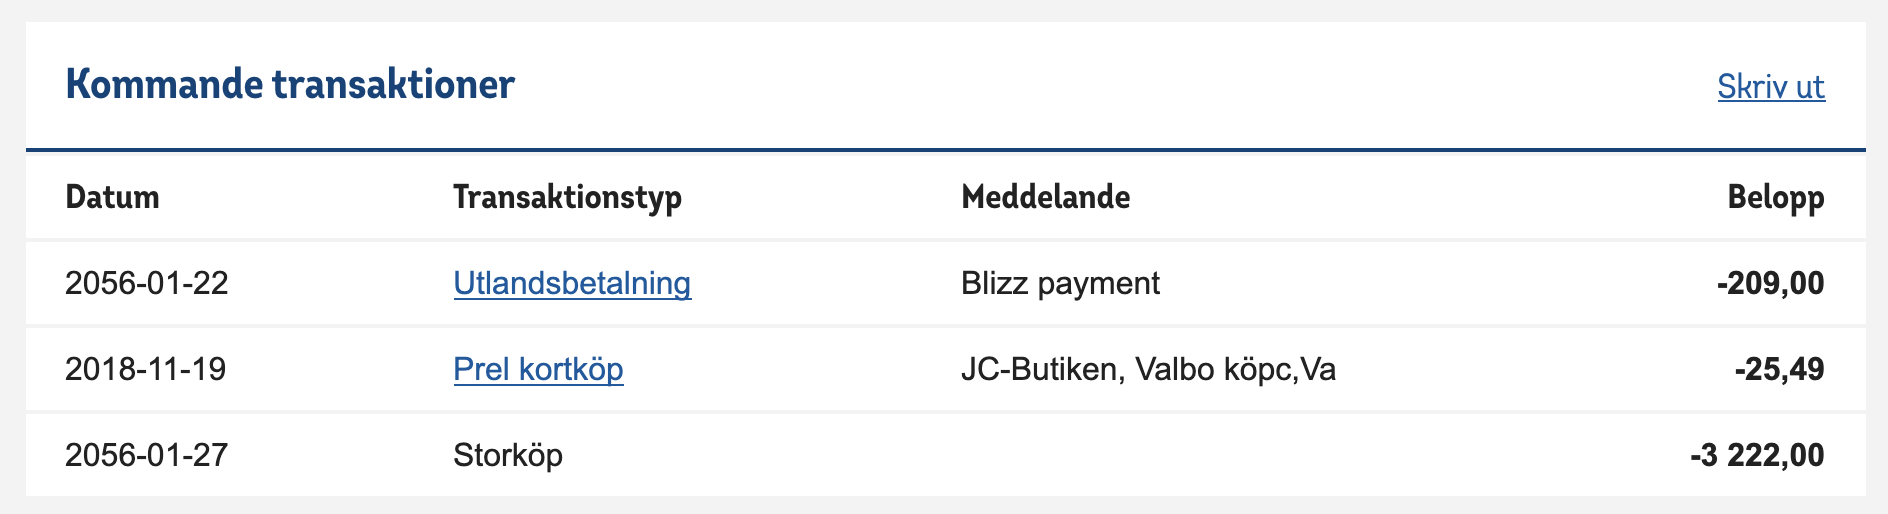 Kommande transaktioner Skriv ut
Datum Transaktionstyp Meddelande Belopp
2056-01-22 Utlandsbetalning Blizz payment -209,00
2018-11-19 Prel kortköp JC-Butiken, Valbo köpc,Va -25,49
2056-01-27 Storköp -3 222,00